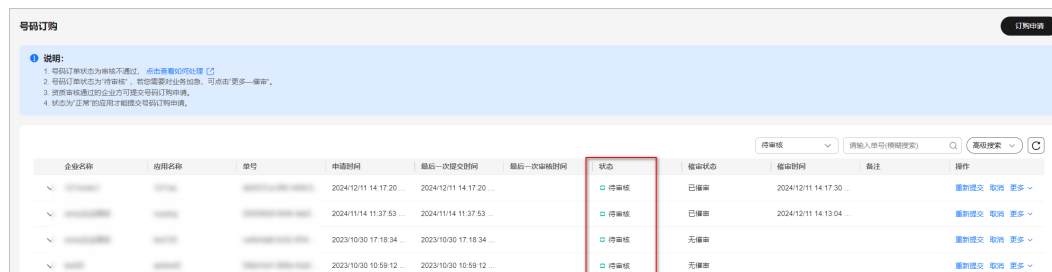 号码订购
订购申请
说明：
1. 号码订单状态为审核不通过， 点击查看如何处理
2. 号码订单状态为"待审核"，若您需要对业务加急，可点击"更多—催审"。
3. 资质审核通过的企业方可提交号码订购申请。
4. 状态为"正常"的应用才能提交号码订购申请。
待审核 请输入单号(模糊搜索) 高级搜索
企业名称 应用名称 单号 申请时间 最后一次提交时间 最后一次审核时间 状态 催审状态 催审时间 备注 操作
2024/12/11 14:17:20 ... 2024/12/11 14:17:20 ... 待审核 已催审 2024/12/11 14:17:30 ... 重新提交 取消 更多
2024/11/14 11:37:53 ... 2024/11/14 11:37:53 ... 待审核 已催审 2024/12/11 14:13:04 ... 重新提交 取消 更多
2023/10/30 17:18:34 ... 2023/10/30 17:18:34 ... 待审核 无催审 重新提交 取消 更多
2023/10/30 10:59:12 ... 2023/10/30 10:59:12 ... 待审核 无催审 重新提交 取消 更多